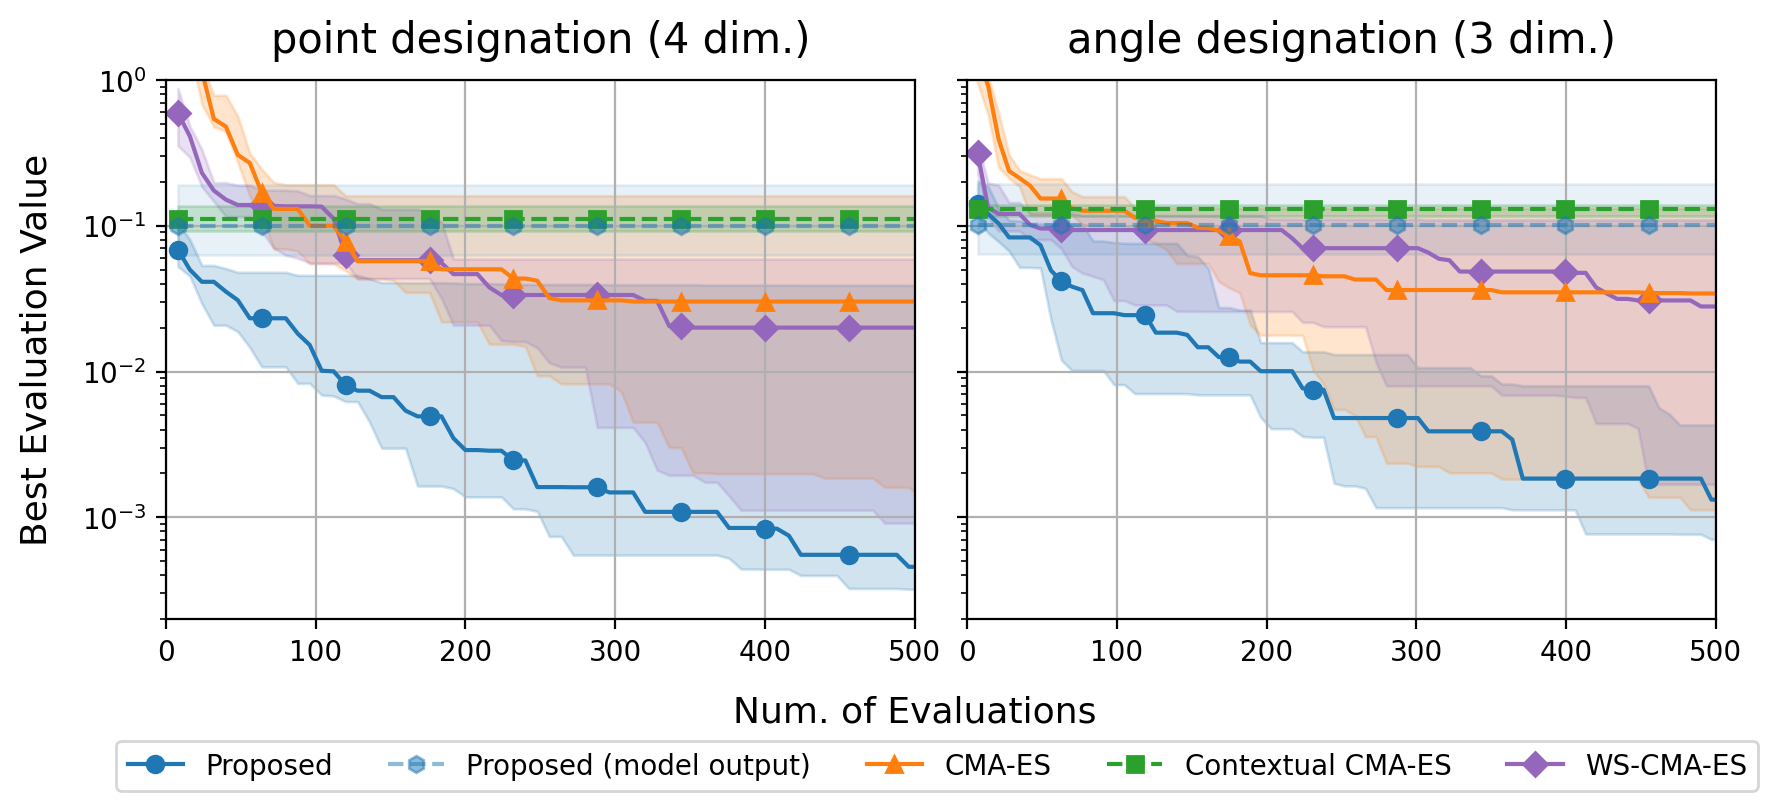 point designation (4 dim.)
angle designation (3 dim.)
Best Evaluation Value
10⁰
10⁻¹
10⁻²
10⁻³
0 100 200 300 400 500
0 100 200 300 400 500
Num. of Evaluations
Proposed Proposed (model output) CMA-ES Contextual CMA-ES WS-CMA-ES